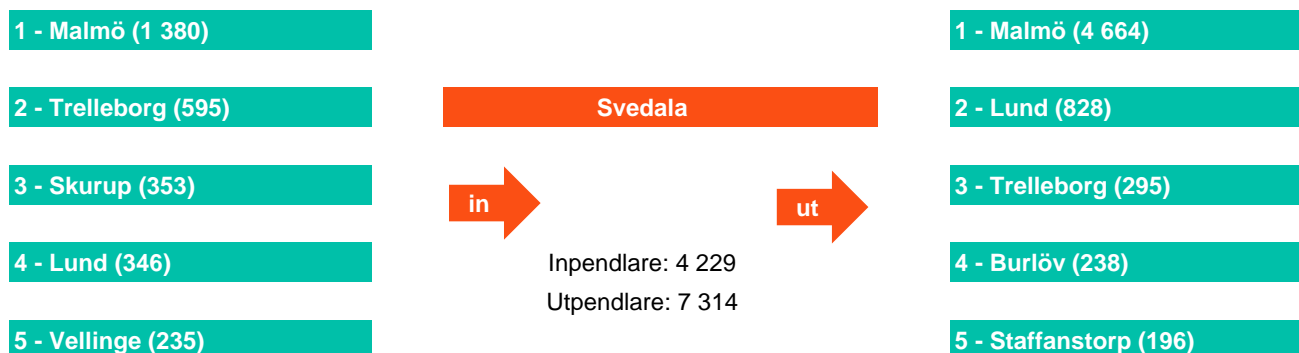 1 - Malmö (1 380)
2 - Trelleborg (595)
3 - Skurup (353)
4 - Lund (346)
5 - Vellinge (235)
Svedala
in
ut
Inpendlare: 4 229
Utpendlare: 7 314
1 - Malmö (4 664)
2 - Lund (828)
3 - Trelleborg (295)
4 - Burlöv (238)
5 - Staffanstorp (196)